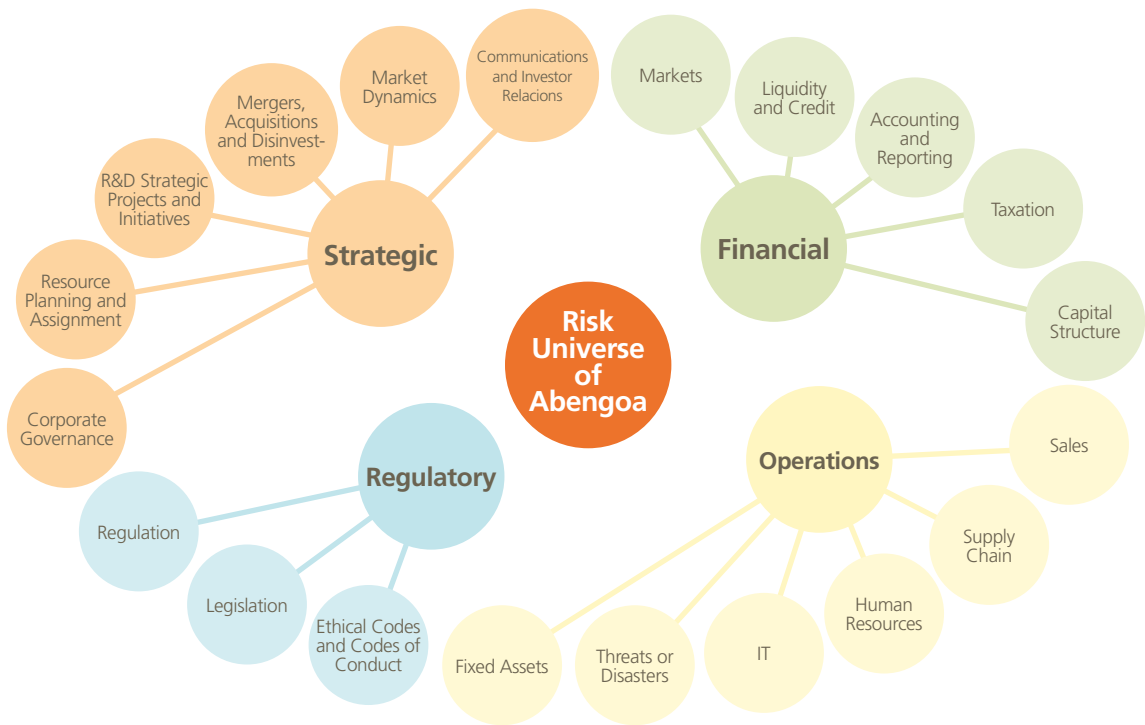 Communications
and Investor
Relacions
Market
Dynamics
Mergers,
Acquisitions
and Disinvest-
ments
R&D Strategic
Projects and
Initiatives
Resource
Planning and
Assignment
Corporate
Governance
Strategic
Markets
Liquidity
and Credit
Accounting
and
Reporting
Taxation
Capital
Structure
Financial
Risk
Universe
of
Abengoa
Regulatory
Regulation
Legislation
Ethical Codes
and Codes of
Conduct
Operations
Sales
Supply
Chain
Human
Resources
IT
Threats or
Disasters
Fixed Assets